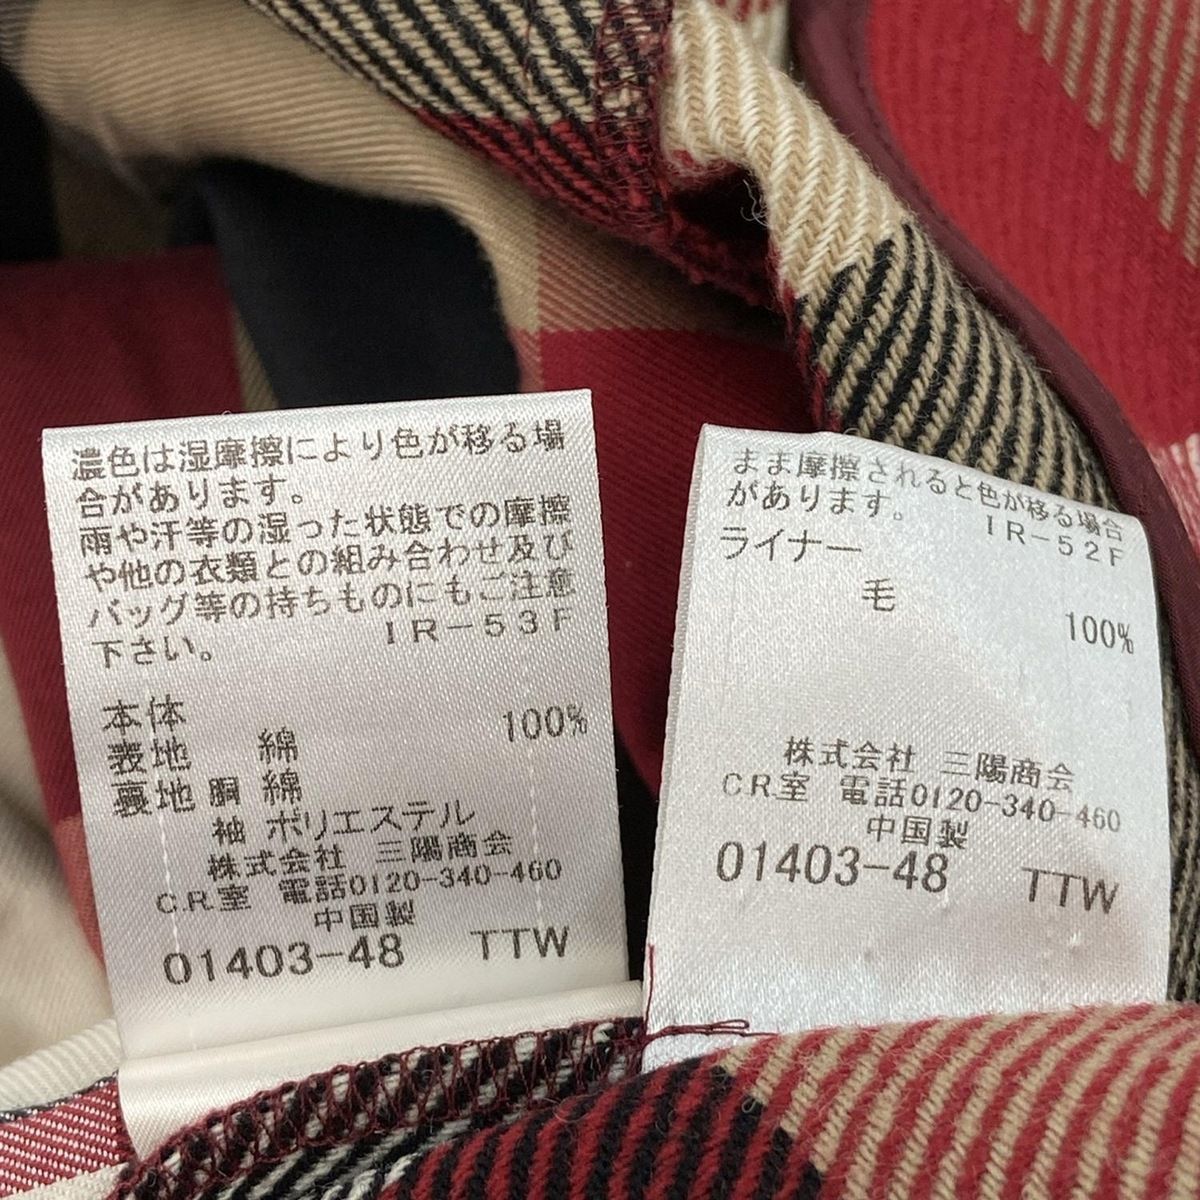 濃色は湿摩擦により色が移る場
合があります。
雨や汗等の湿った状態での摩擦
や他の衣類との組み合わせ及び
バッグ等の持ちものにもご注意
下さい。 IR-53F
本体
表地 綿 100%
裏地 胴 綿
袖 ポリエステル
株式会社 三陽商会
C.R.室 電話0120-340-460
中国製
01403-48 TTW
まま摩擦されると色が移る場合
があります。 IR-52F
ライナー
毛 100%
株式会社 三陽商会
C.R.室 電話0120-340-460
中国製
01403-48 TTW